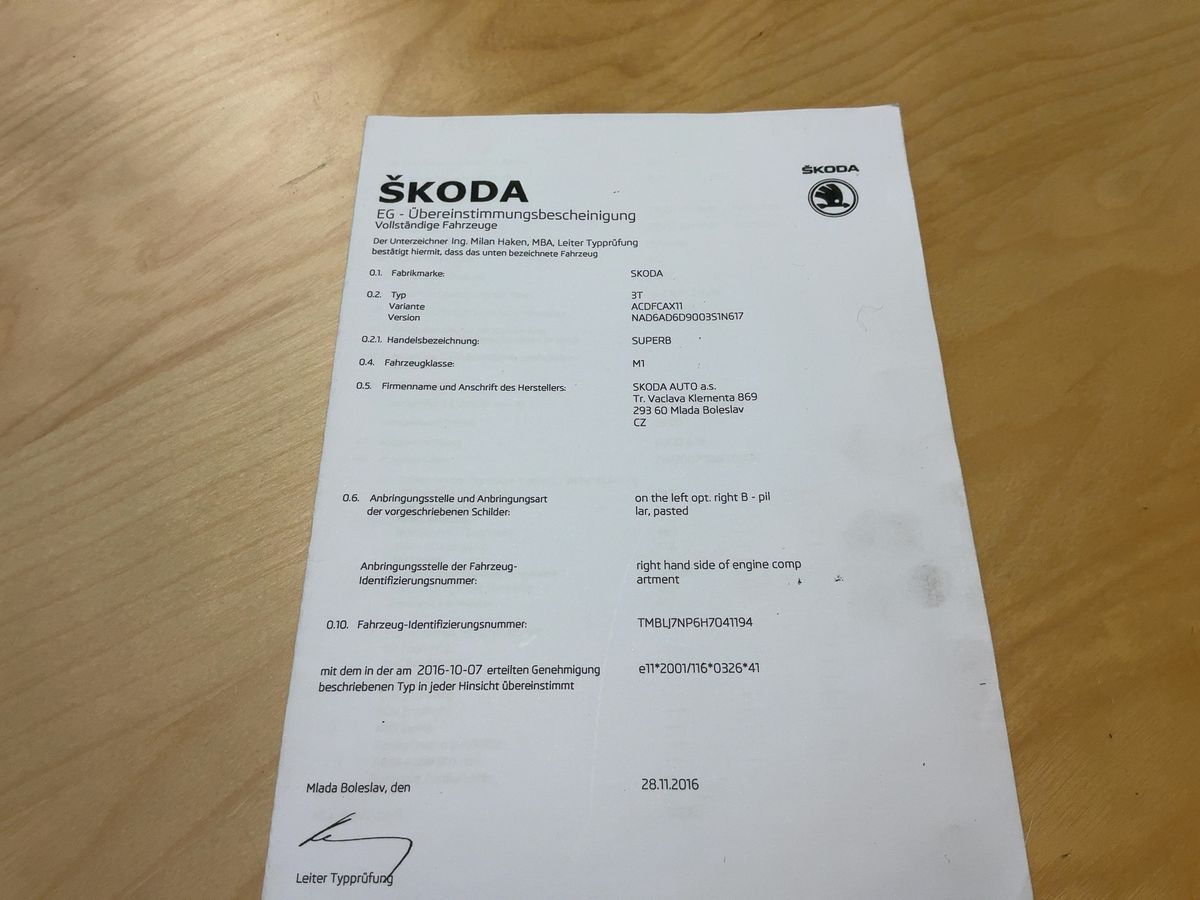 ŠKODA
ŠKODA
EG - Übereinstimmungsbescheinigung
Vollständige Fahrzeuge
Der Unterzeichner Ing. Milan Haken, MBA, Leiter Typprüfung
bestätigt hiermit, dass das unten bezeichnete Fahrzeug
0.1. Fabrikmarke: SKODA
0.2. Typ 3T
Variante ACDFCAX11
Version NAD6AD6D9003S1N617
0.2.1. Handelsbezeichnung: SUPERB
0.4. Fahrzeugklasse: M1
0.5. Firmenname und Anschrift des Herstellers: SKODA AUTO a.s.
Tr. Vaclava Klementa 869
293 60 Mlada Boleslav
CZ
0.6. Anbringungsstelle und Anbringungsart on the left opt. right B - pil
der vorgeschriebenen Schilder: lar, pasted
Anbringungsstelle der Fahrzeug- right hand side of engine comp
Identifizierungsnummer: artment
0.10. Fahrzeug-Identifizierungsnummer: TMBLJ7NP6H7041194
mit dem in der am 2016-10-07 erteilten Genehmigung e11*2001/116*0326*41
beschriebenen Typ in jeder Hinsicht übereinstimmt
Mlada Boleslav, den 28.11.2016
Leiter Typprüfung